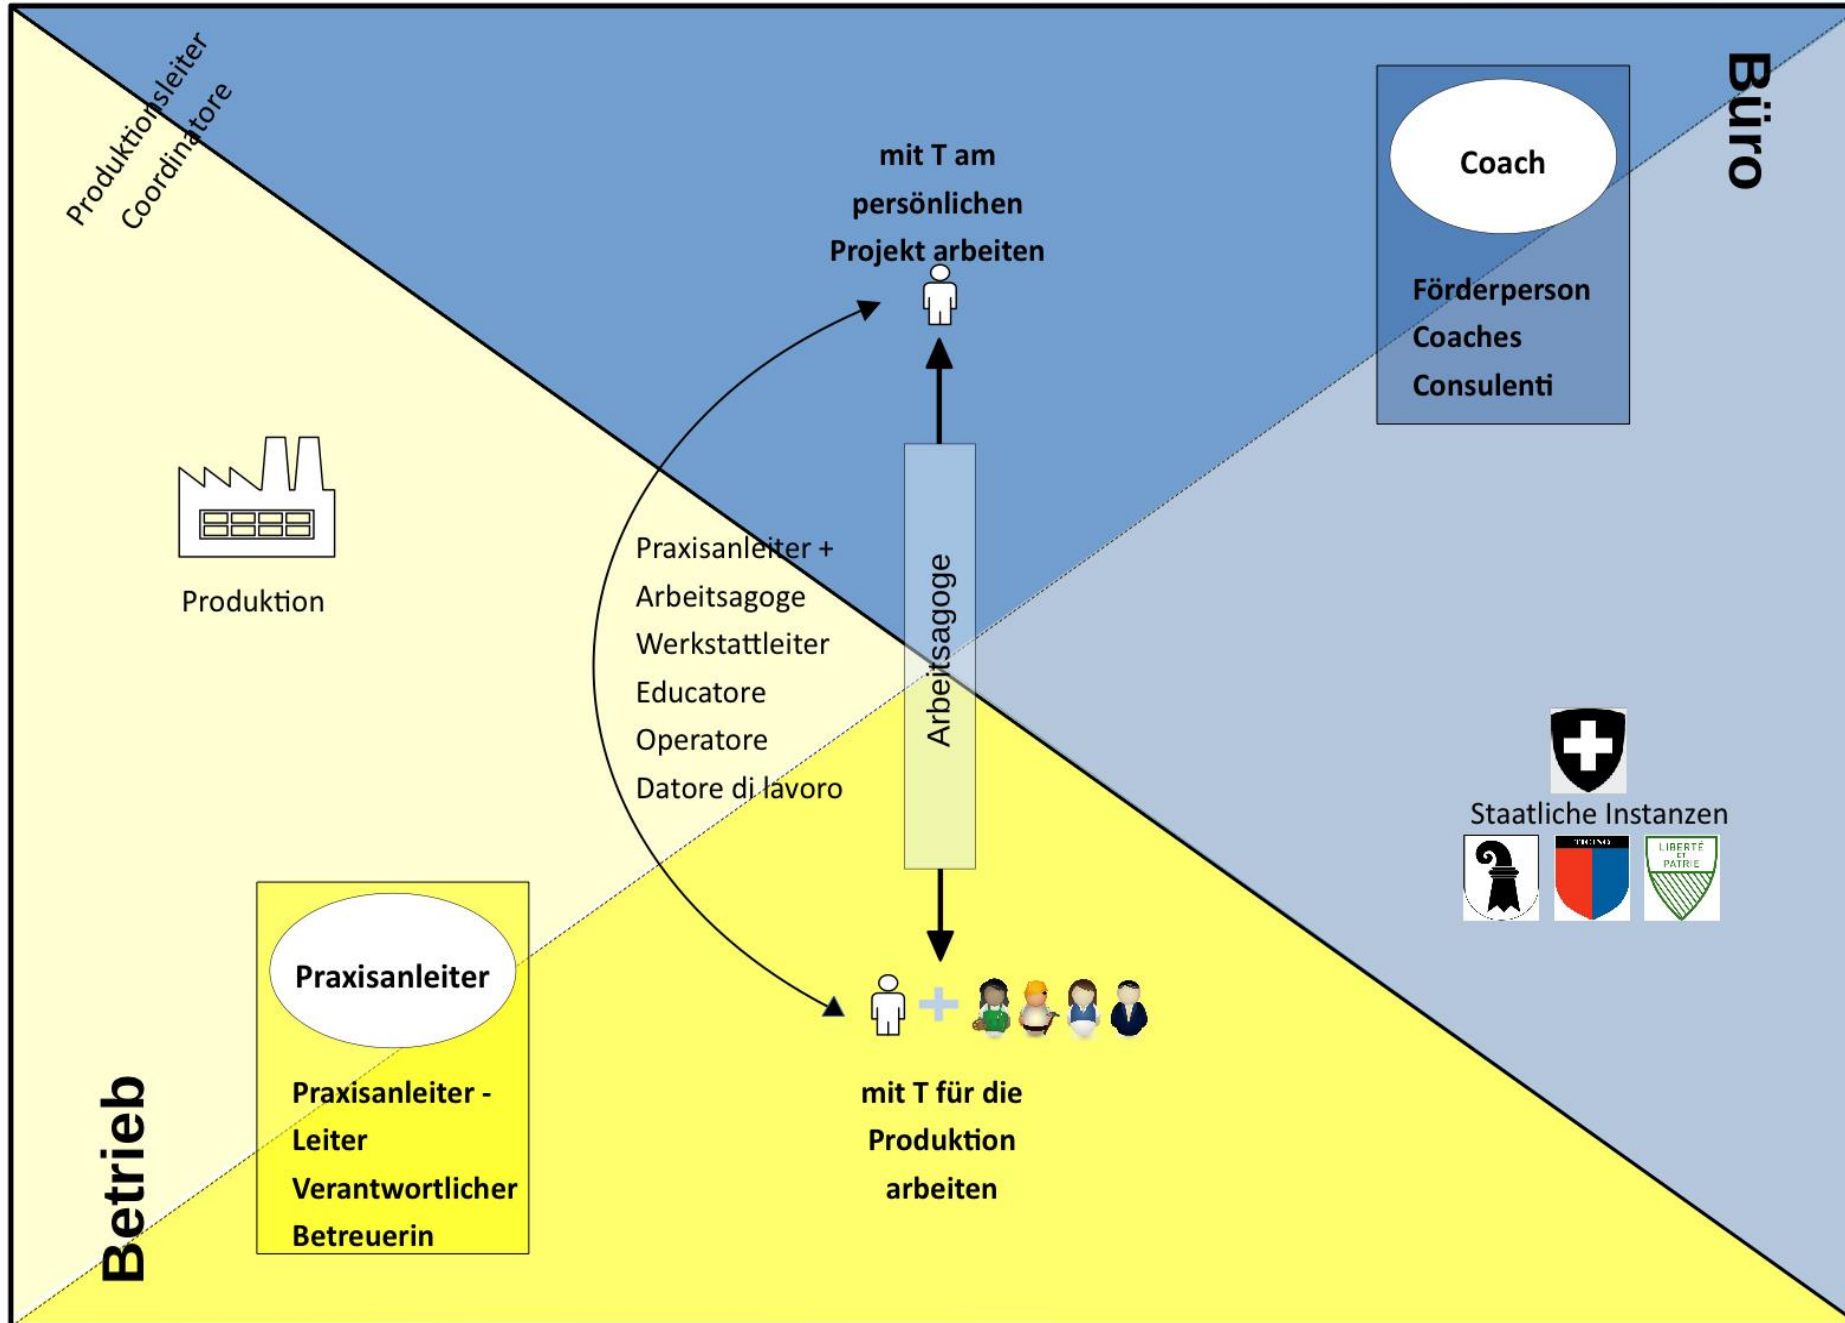 Produktionsleiter
Coordinatore
mit T am
persönlichen
Projekt arbeiten
Coach
Förderperson
Coaches
Consulenti
Büro
Produktion
Praxisanleiter +
Arbeitsagoge
Werkstattleiter
Educatore
Operatore
Datore di lavoro
Arbeitsagoge
Staatliche Instanzen
TICINO
LIBERTÉ
ET
PATRIE
Praxisanleiter
Praxisanleiter -
Leiter
Verantwortlicher
Betreuerin
Betrieb
mit T für die
Produktion
arbeiten